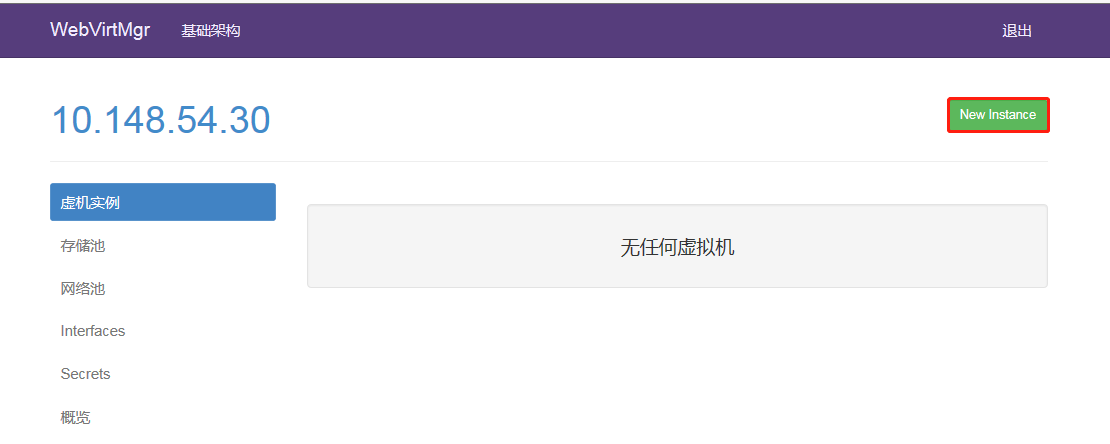 WebVirtMgr 基础架构 退出
10.148.54.30 New Instance
虚机实例
无任何虚拟机
存储池
网络池
Interfaces
Secrets
概览